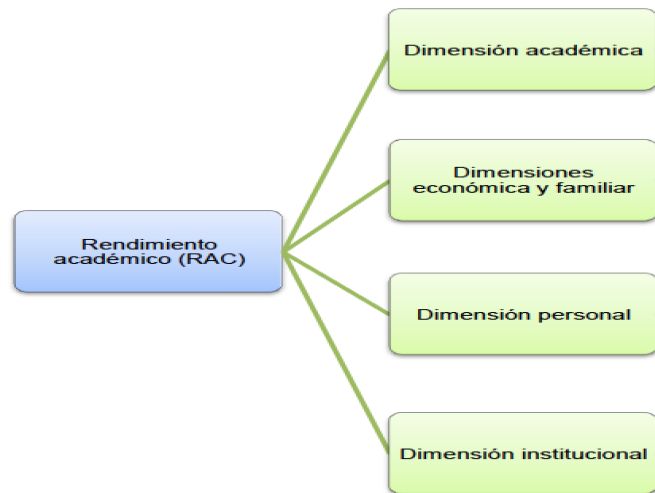 Dimensión académica
Dimensiones
económica y familiar
Rendimiento
académico (RAC)
Dimensión personal
Dimensión institucional